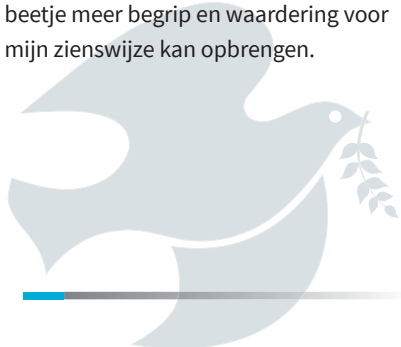 beetje meer begrip en waardering voor
mijn zienswijze kan opbrengen.